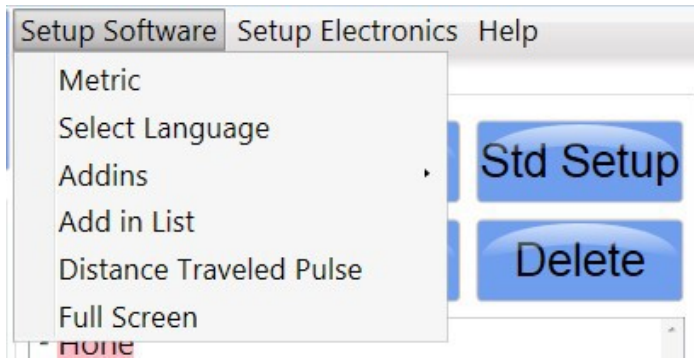 Setup Software Setup Electronics Help
Metric
Select Language
Addins
Add in List
Distance Traveled Pulse
Full Screen
Std Setup
Delete